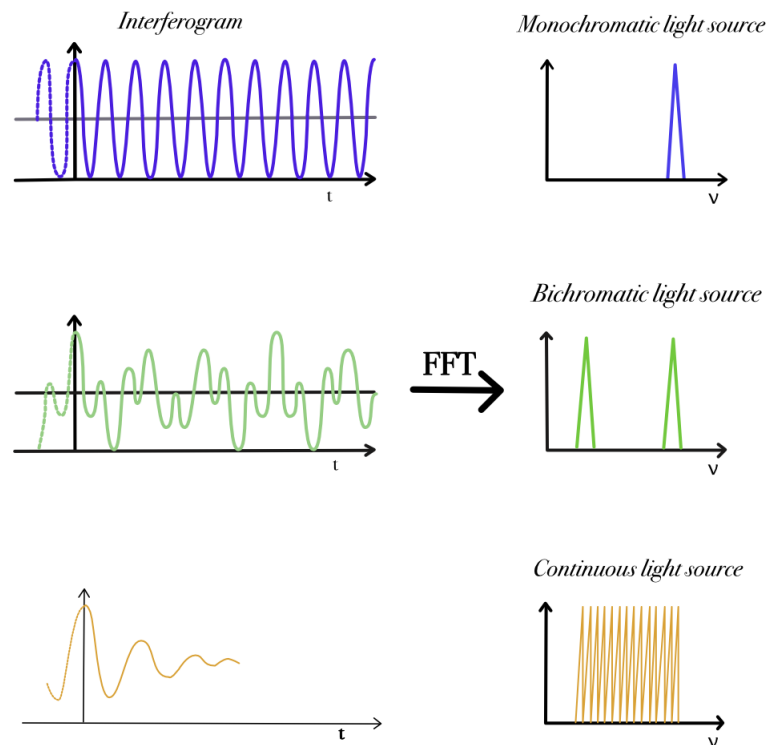 Interferogram
Monochromatic light source
t
ν
Bichromatic light source
FFT
t
ν
Continuous light source
t
ν